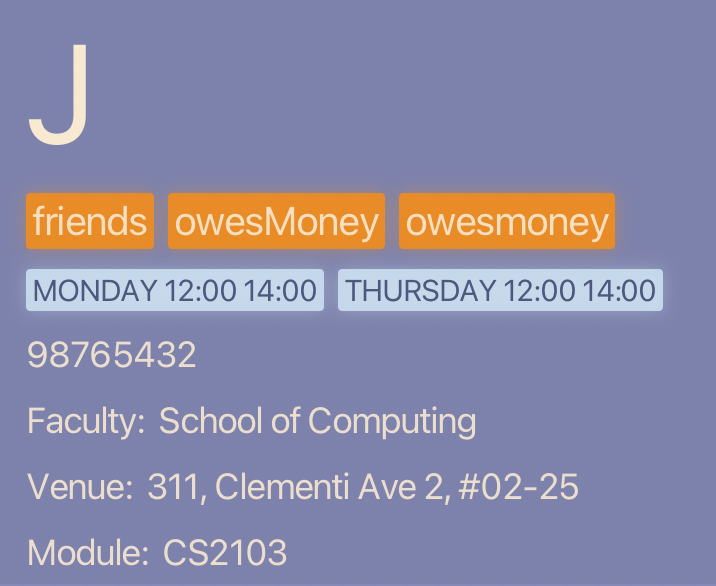 J
friends owesMoney owesmoney
MONDAY 12:00 14:00 THURSDAY 12:00 14:00
98765432
Faculty: School of Computing
Venue: 311, Clementi Ave 2, #02-25
Module: CS2103